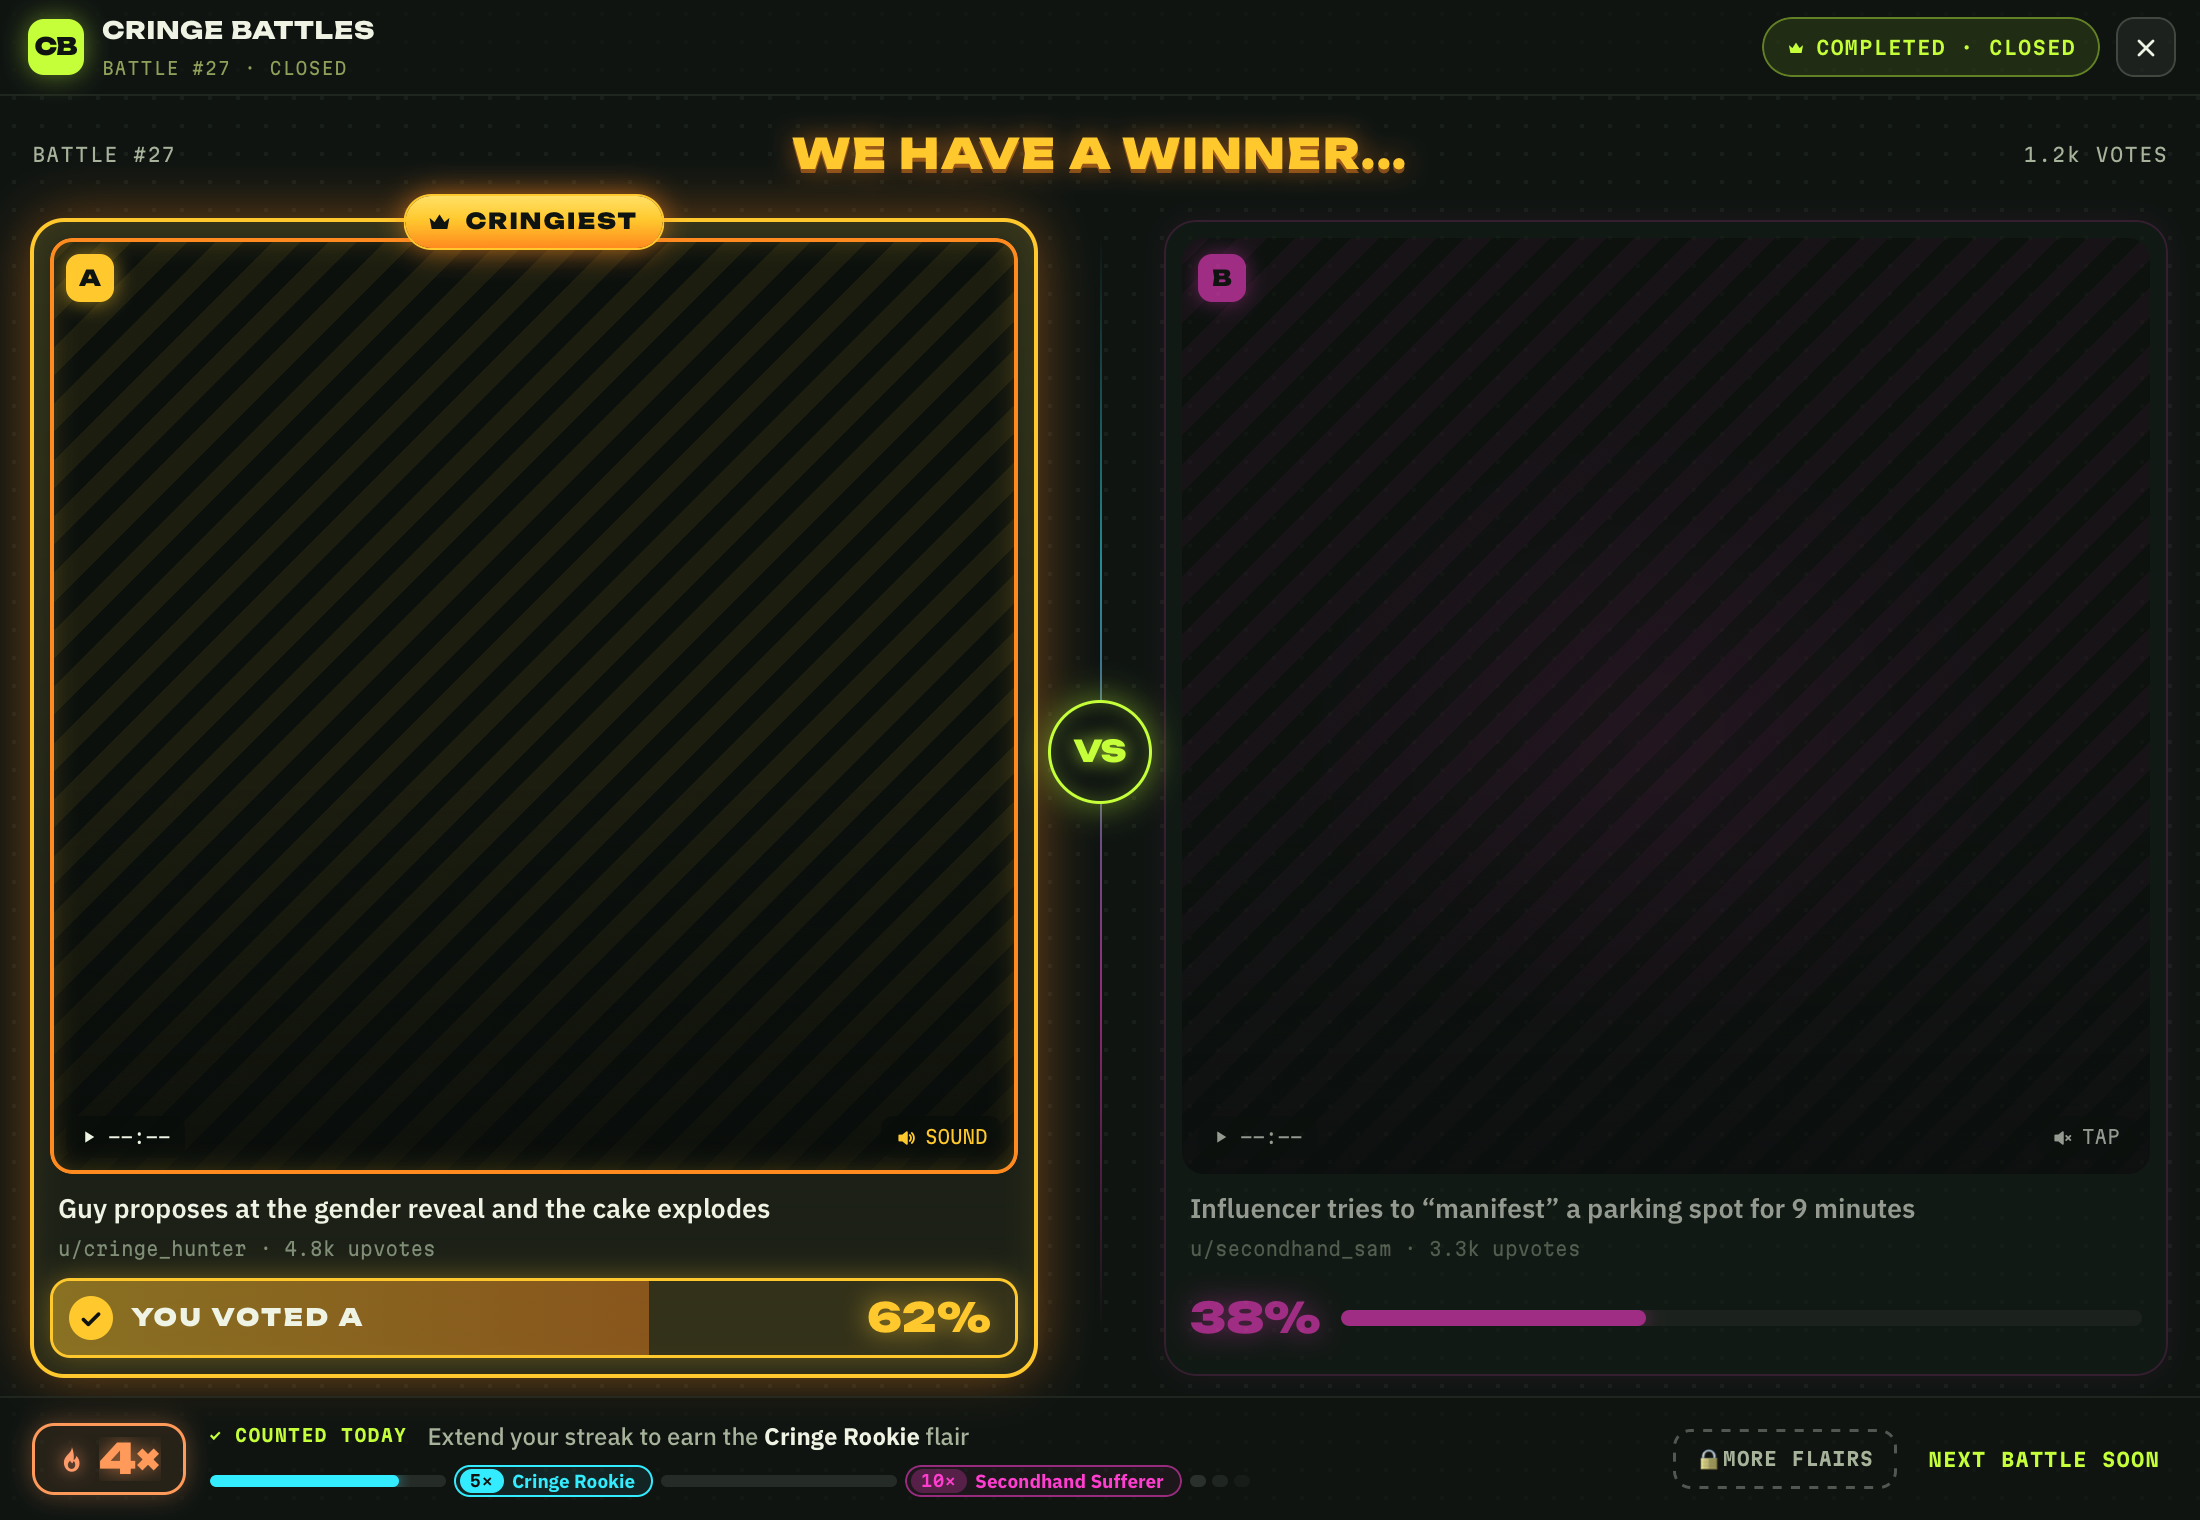 CB
CRINGE BATTLES
BATTLE #27 · CLOSED
COMPLETED · CLOSED
BATTLE #27
WE HAVE A WINNER...
1.2k VOTES
CRINGIEST
A
B
VS
--:--
SOUND
--:--
TAP
Guy proposes at the gender reveal and the cake explodes
u/cringe_hunter · 4.8k upvotes
YOU VOTED A
62%
Influencer tries to “manifest” a parking spot for 9 minutes
u/secondhand_sam · 3.3k upvotes
38%
4×
COUNTED TODAY Extend your streak to earn the Cringe Rookie flair
5× Cringe Rookie
10× Secondhand Sufferer
MORE FLAIRS
NEXT BATTLE SOON